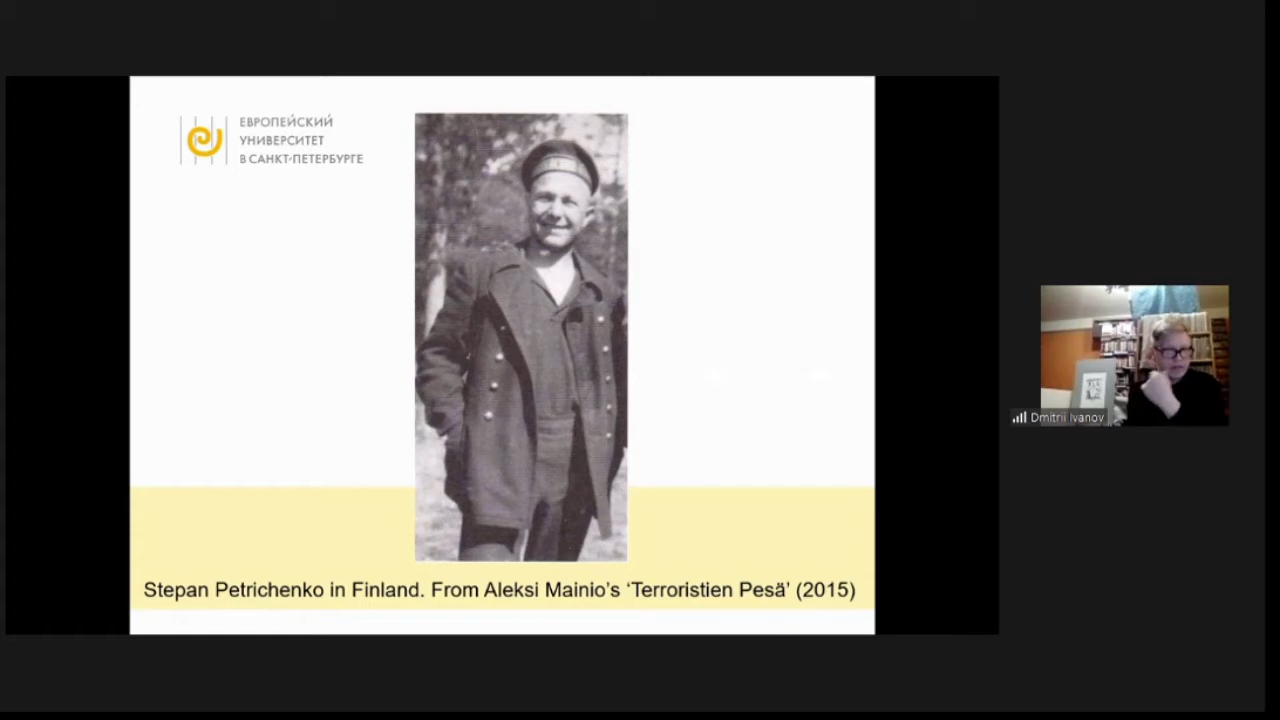 ЕВРОПЕЙСКИЙ
УНИВЕРСИТЕТ
В САНКТ-ПЕТЕРБУРГЕ
Stepan Petrichenko in Finland. From Aleksi Mainio's ‘Terroristien Pesä’ (2015)
Dmitrii Ivanov